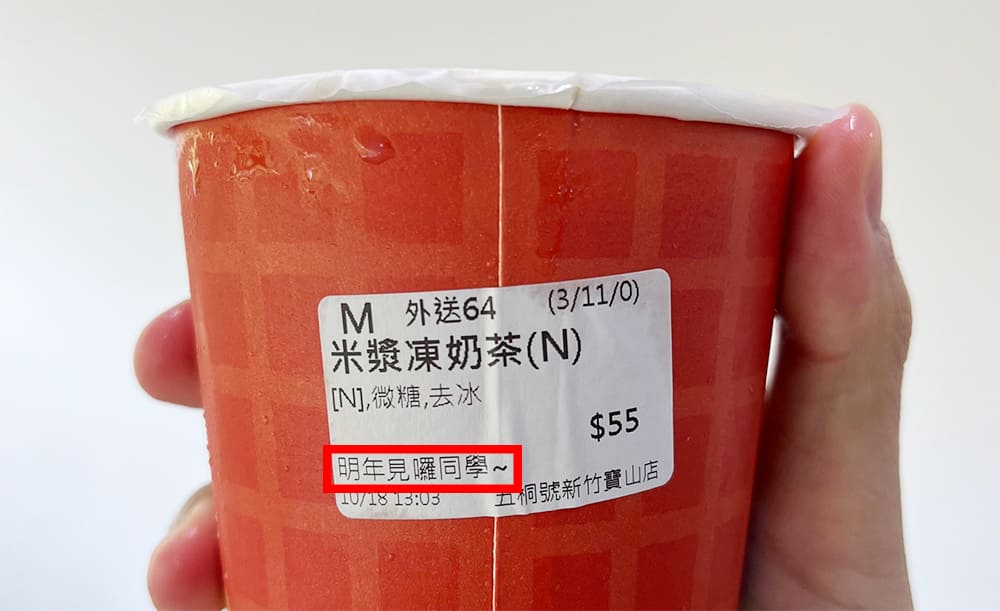 M 外送64 (3/11/0)
米漿凍奶茶(N)
[N],微糖,去冰
$55
明年見囉同學~
10/18 13:03 五桐號新竹寶山店